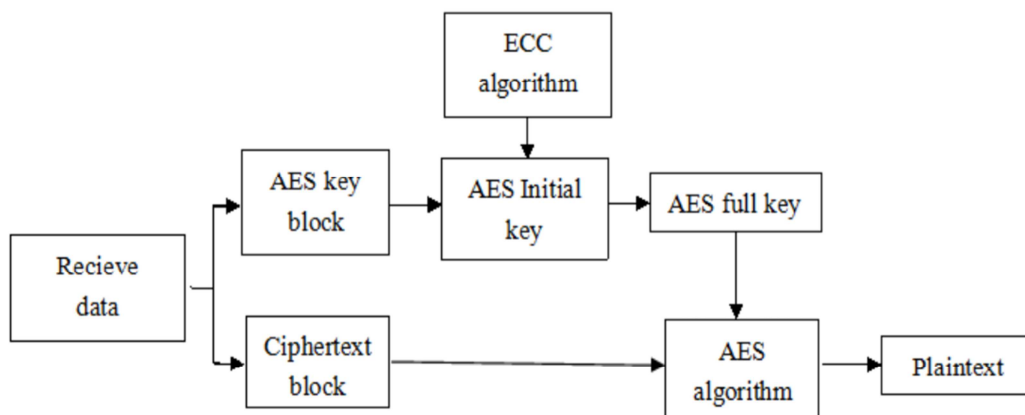 ECC
algorithm
AES key
block
AES Initial
key
AES full key
Recieve
data
Ciphertext
block
AES
algorithm
Plaintext